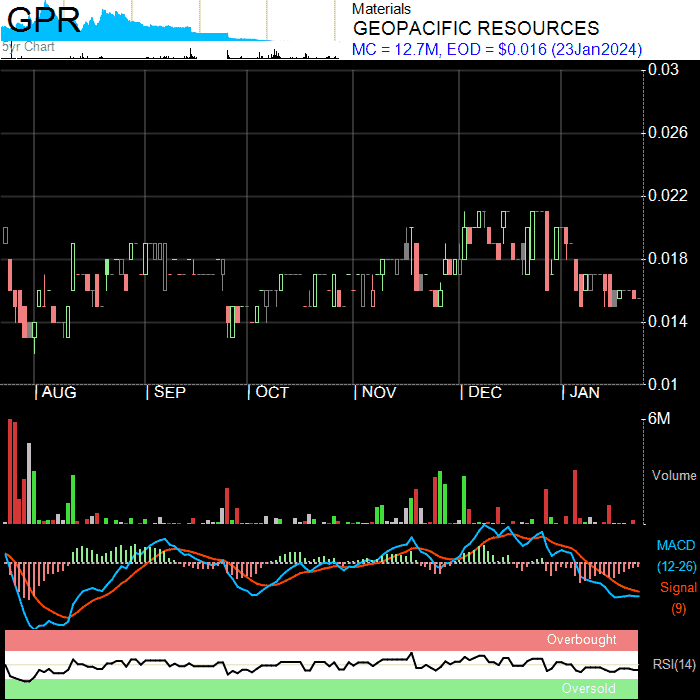 GPR
5yr Chart
Materials
GEOPACIFIC RESOURCES
MC = 12.7M, EOD = $0.016 (23Jan2024)
0.03
0.026
0.022
0.018
0.014
0.01
AUG SEP OCT NOV DEC JAN
6M
Volume
MACD
(12-26)
Signal
(9)
Overbought
RSI(14)
Oversold